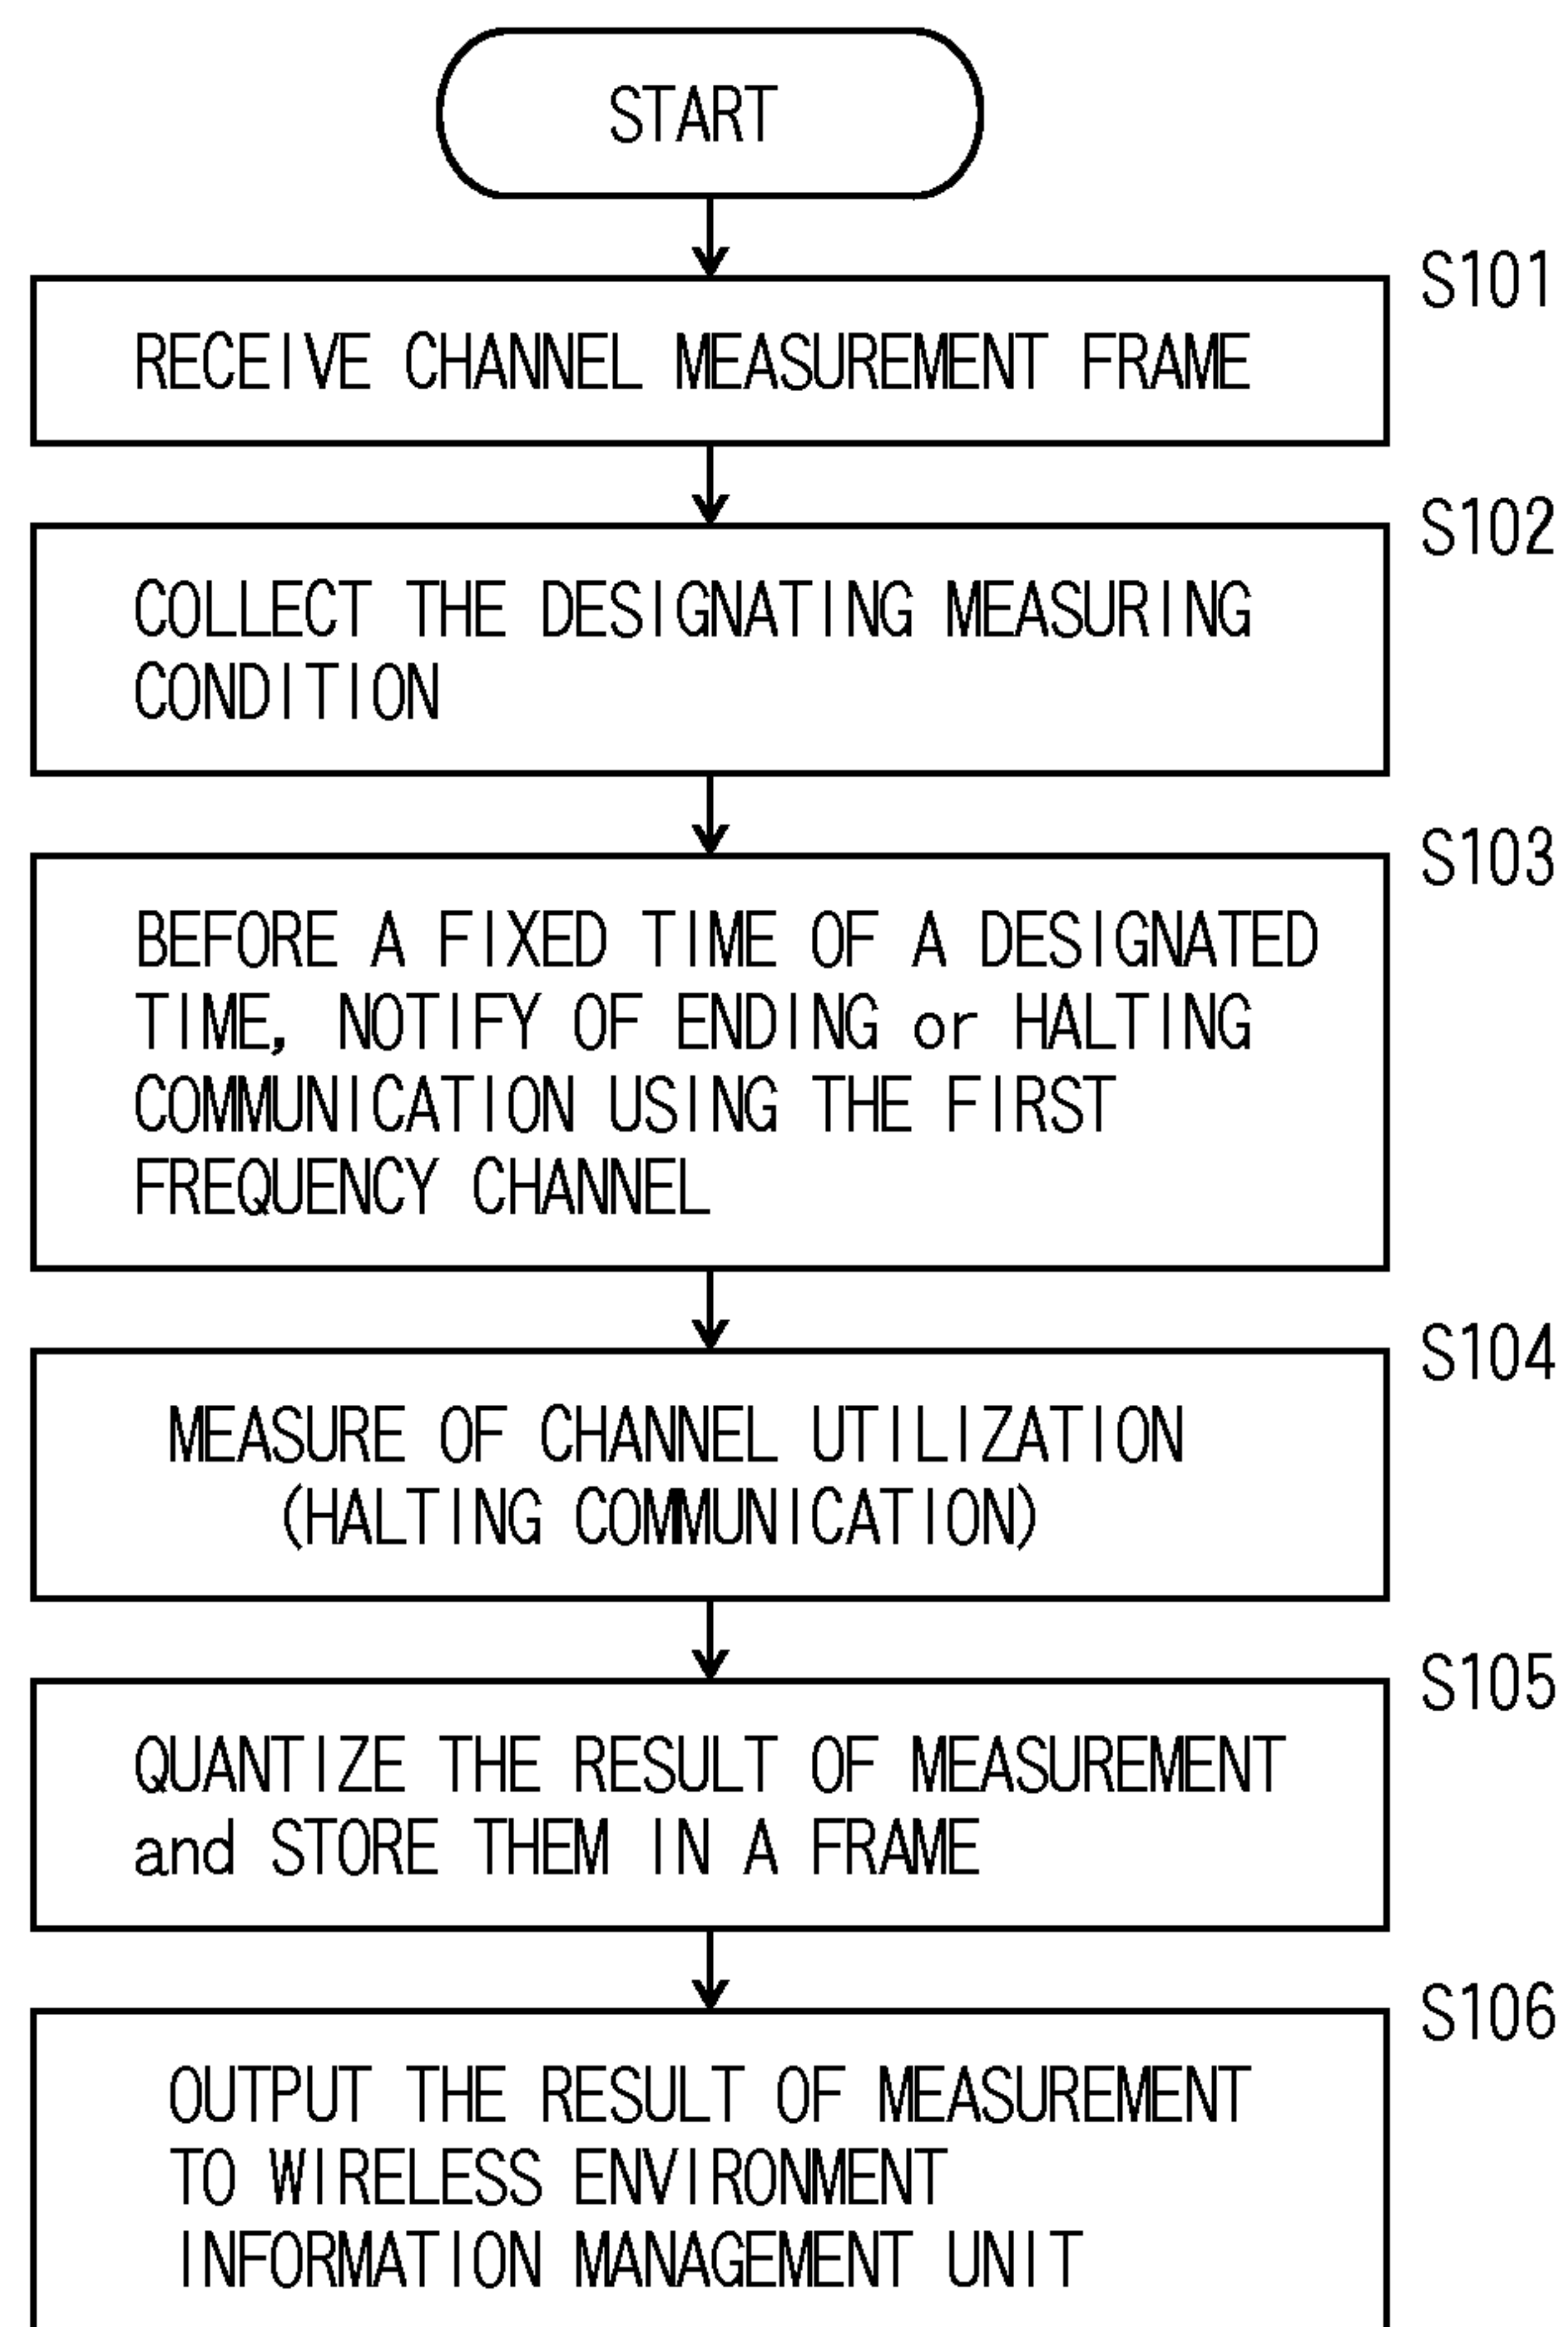 START
S101
RECEIVE CHANNEL MEASUREMENT FRAME
S102
COLLECT THE DESIGNATING MEASURING
CONDITION
S103
BEFORE A FIXED TIME OF A DESIGNATED
TIME, NOTIFY OF ENDING or HALTING
COMMUNICATION USING THE FIRST
FREQUENCY CHANNEL
S104
MEASURE OF CHANNEL UTILIZATION
(HALTING COMMUNICATION)
S105
QUANTIZE THE RESULT OF MEASUREMENT
and STORE THEM IN A FRAME
S106
OUTPUT THE RESULT OF MEASUREMENT
TO WIRELESS ENVIRONMENT
INFORMATION MANAGEMENT UNIT